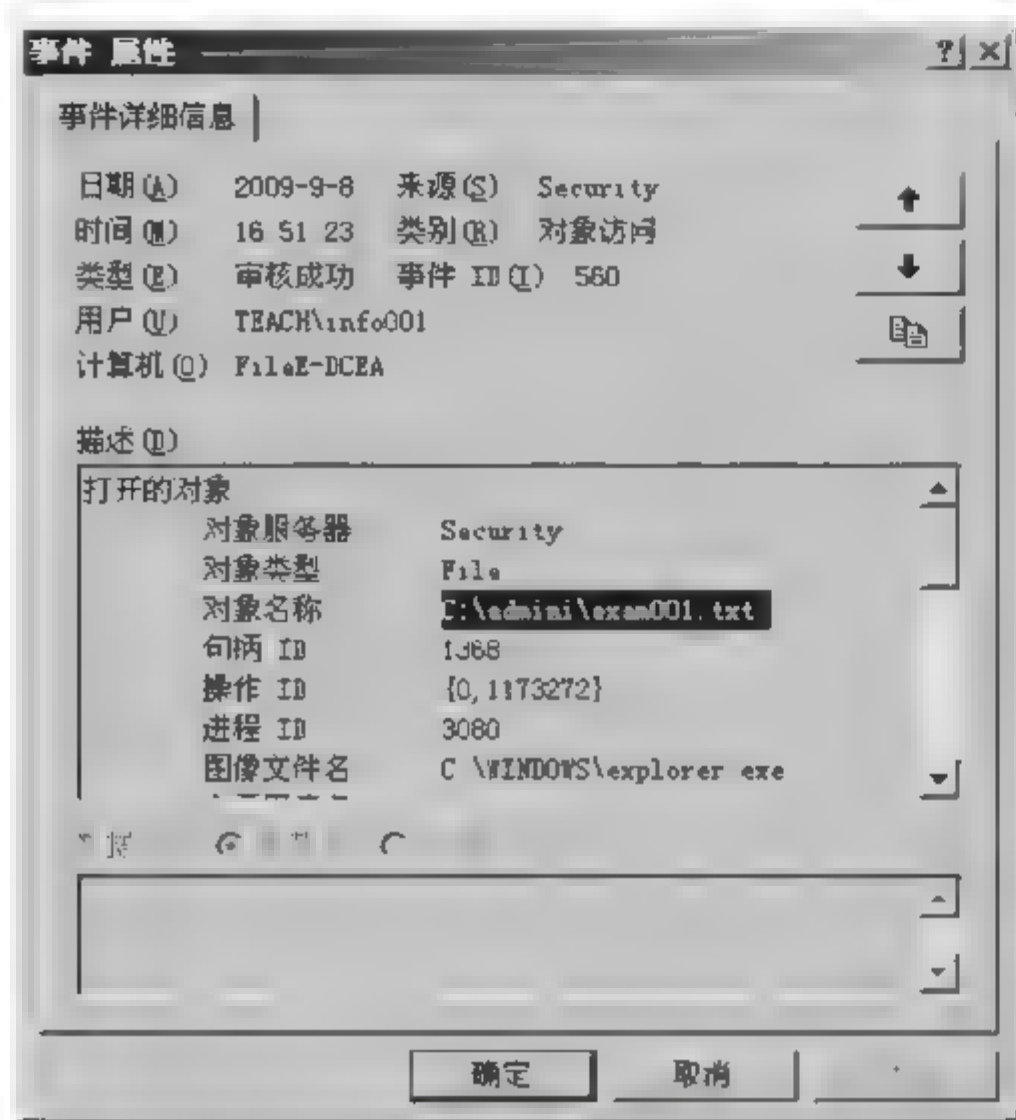 事件 属性
事件详细信息
日期(A) 2009-9-8 来源(S) Security
时间(M) 16 51 23 类别(R) 对象访问
类型(E) 审核成功 事件 ID(I) 560
用户(U) TEACH\info001
计算机(O) FileE-DCEA
描述(D)
打开的对象
对象服务器 Security
对象类型 File
对象名称 C:\admini\exam001.txt
句柄 ID 1368
操作 ID {0,1173272}
进程 ID 3080
图像文件名 C \WINDOWS\explorer exe
确定 取消